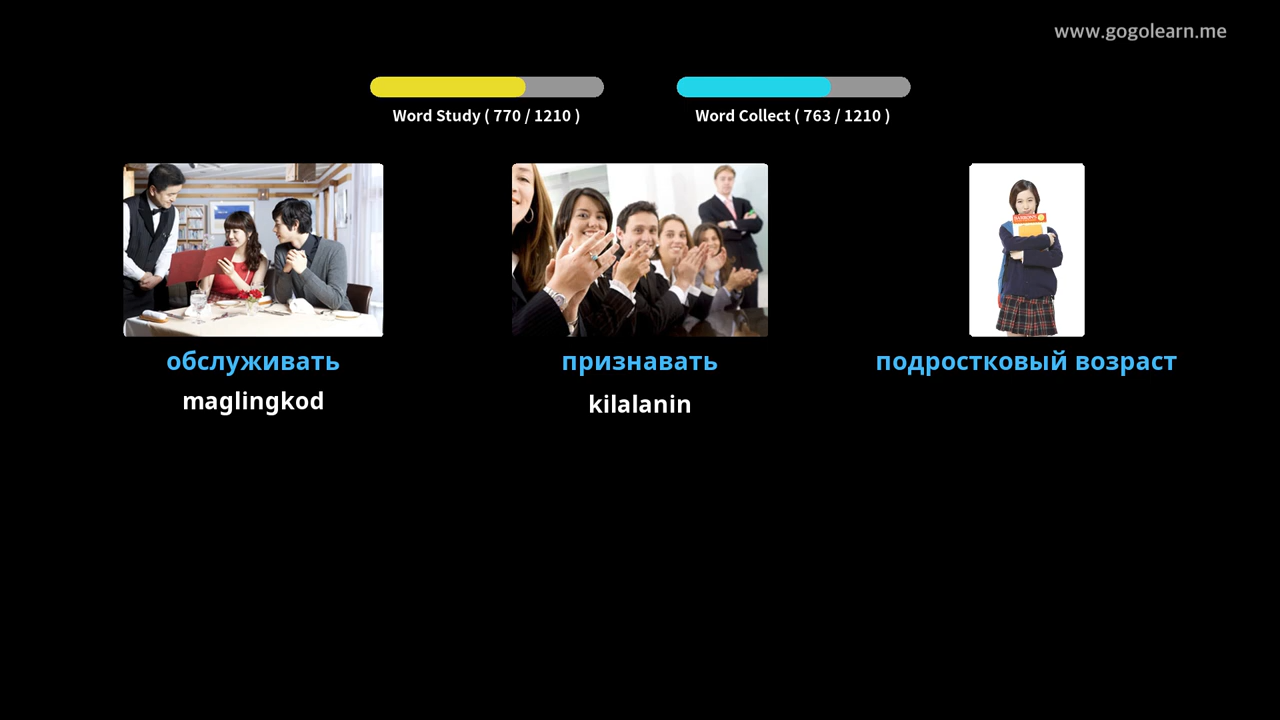 www.gogolearn.me
Word Study ( 770 / 1210 )
Word Collect ( 763 / 1210 )
обслуживать
признавать
подростковый возраст
maglingkod
kilalanin